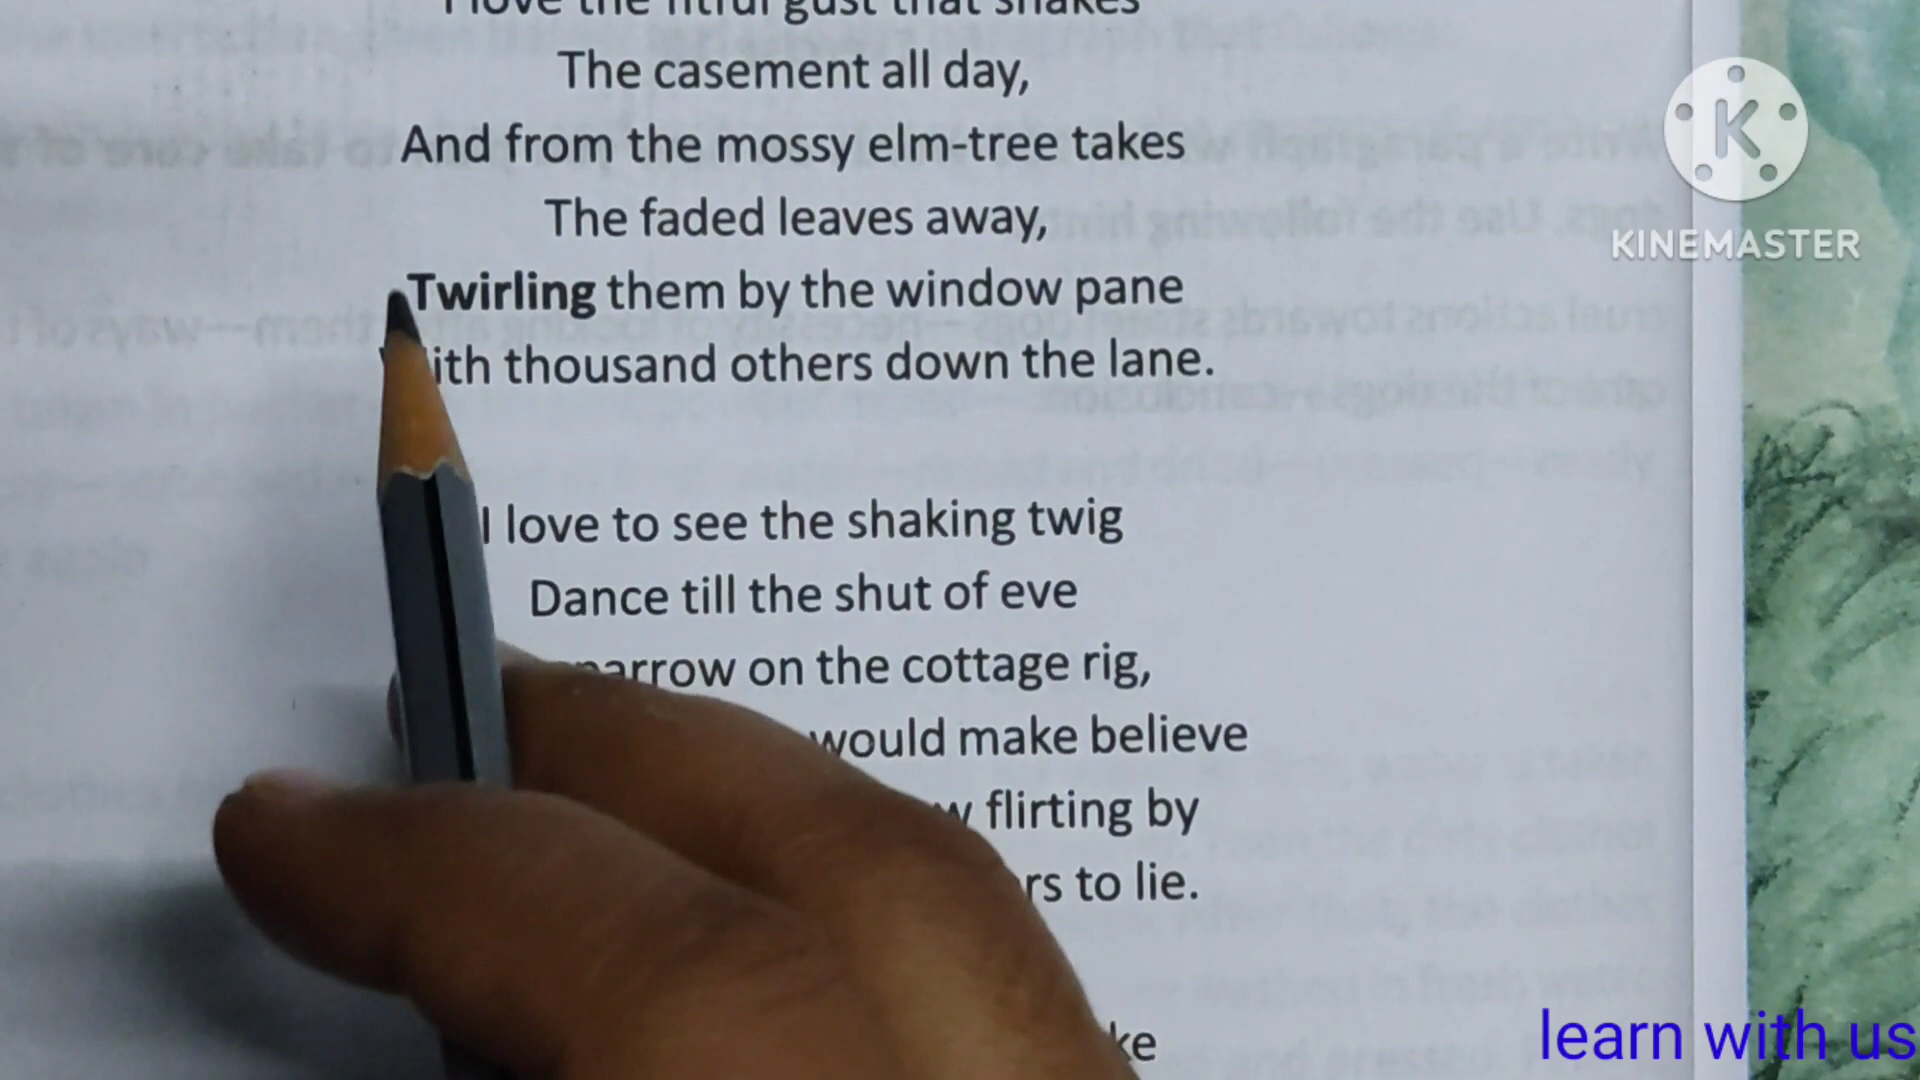 I love the fitful gust that shakes
The casement all day,
And from the mossy elm-tree takes
The faded leaves away,
Twirling them by the window pane
With thousand others down the lane.
I love to see the shaking twig
Dance till the shut of eve
sparrow on the cottage rig,
would make believe
flirting by
to lie.
KINEMASTER
learn with us